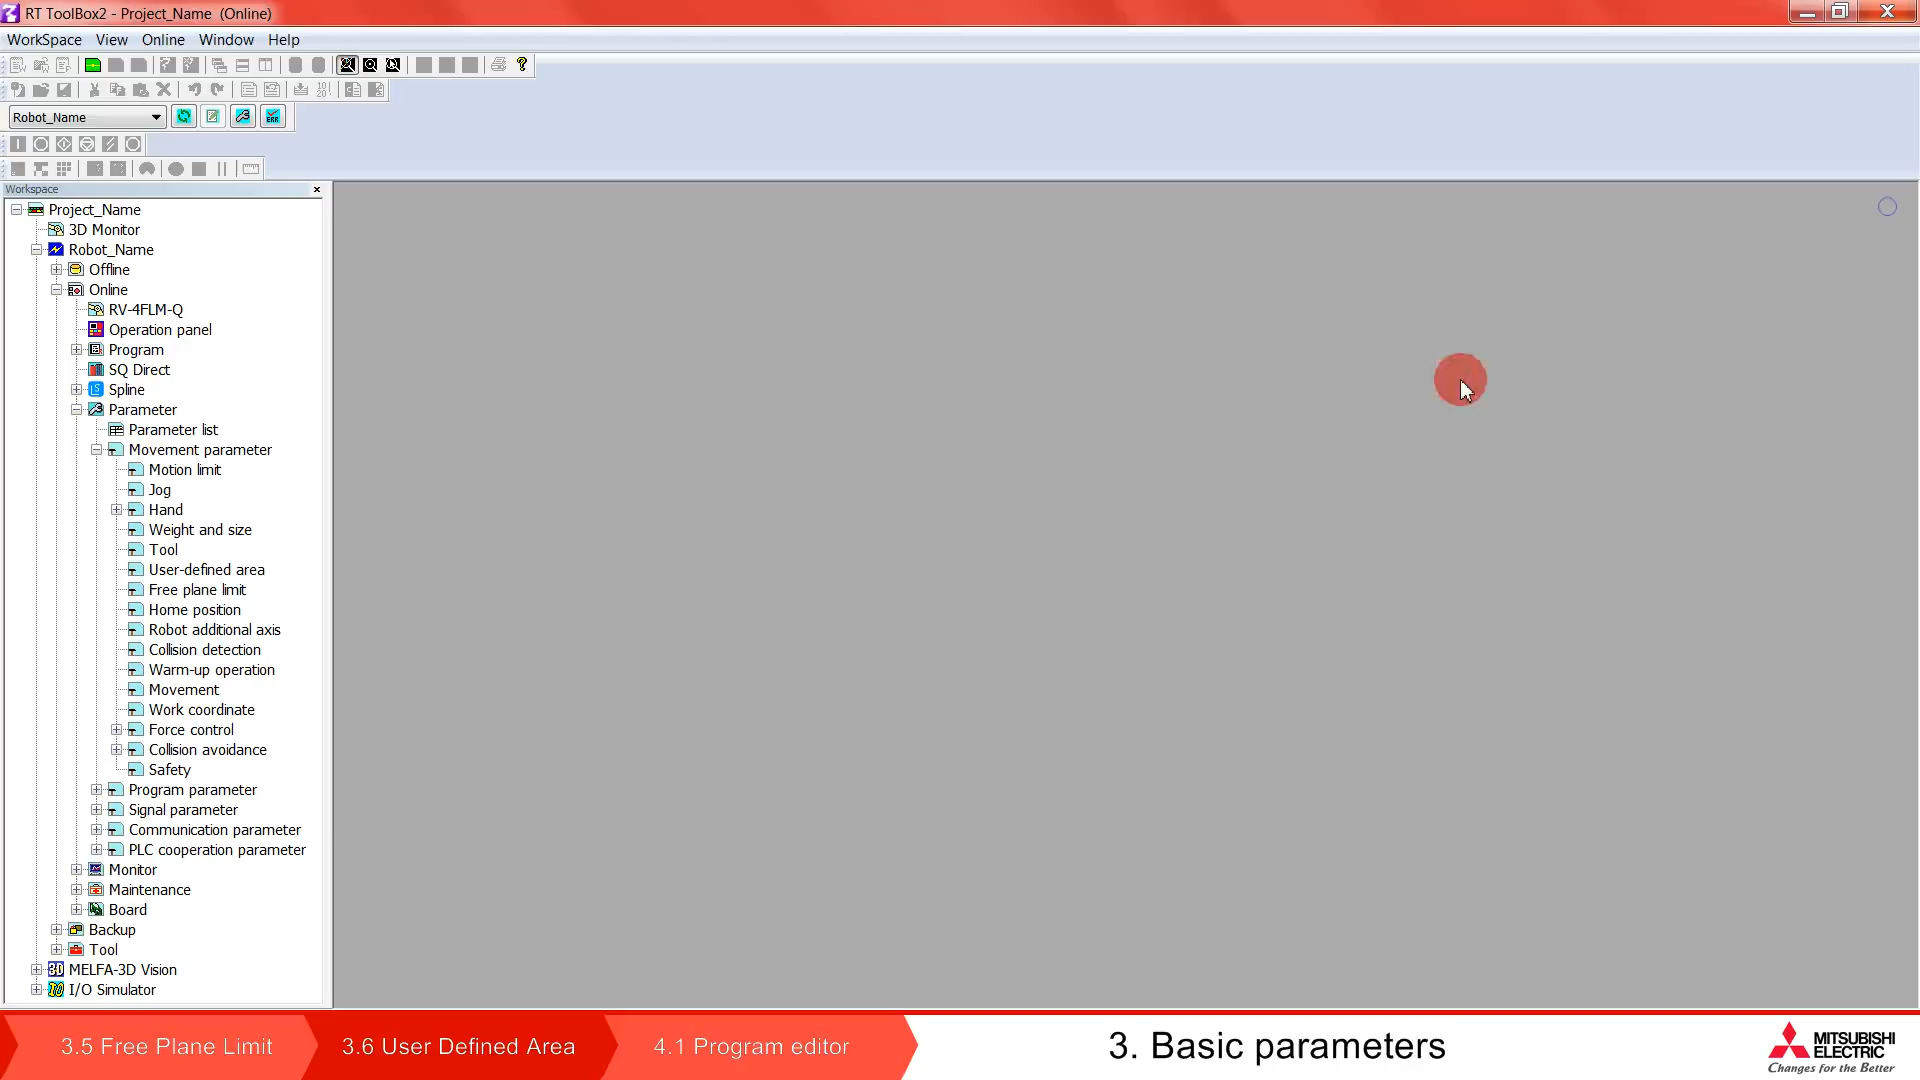 RT ToolBox2 - Project_Name  (Online)
WorkSpace View Online Window Help
Robot_Name
Workspace
Project_Name
3D Monitor
Robot_Name
Offline
Online
RV-4FLM-Q
Operation panel
Program
SQ Direct
Spline
Parameter
Parameter list
Movement parameter
Motion limit
Jog
Hand
Weight and size
Tool
User-defined area
Free plane limit
Home position
Robot additional axis
Collision detection
Warm-up operation
Movement
Work coordinate
Force control
Collision avoidance
Safety
Program parameter
Signal parameter
Communication parameter
PLC cooperation parameter
Monitor
Maintenance
Board
Backup
Tool
MELFA-3D Vision
I/O Simulator
3.5 Free Plane Limit
3.6 User Defined Area
4.1 Program editor
3. Basic parameters
MITSUBISHI
ELECTRIC
Changes for the Better